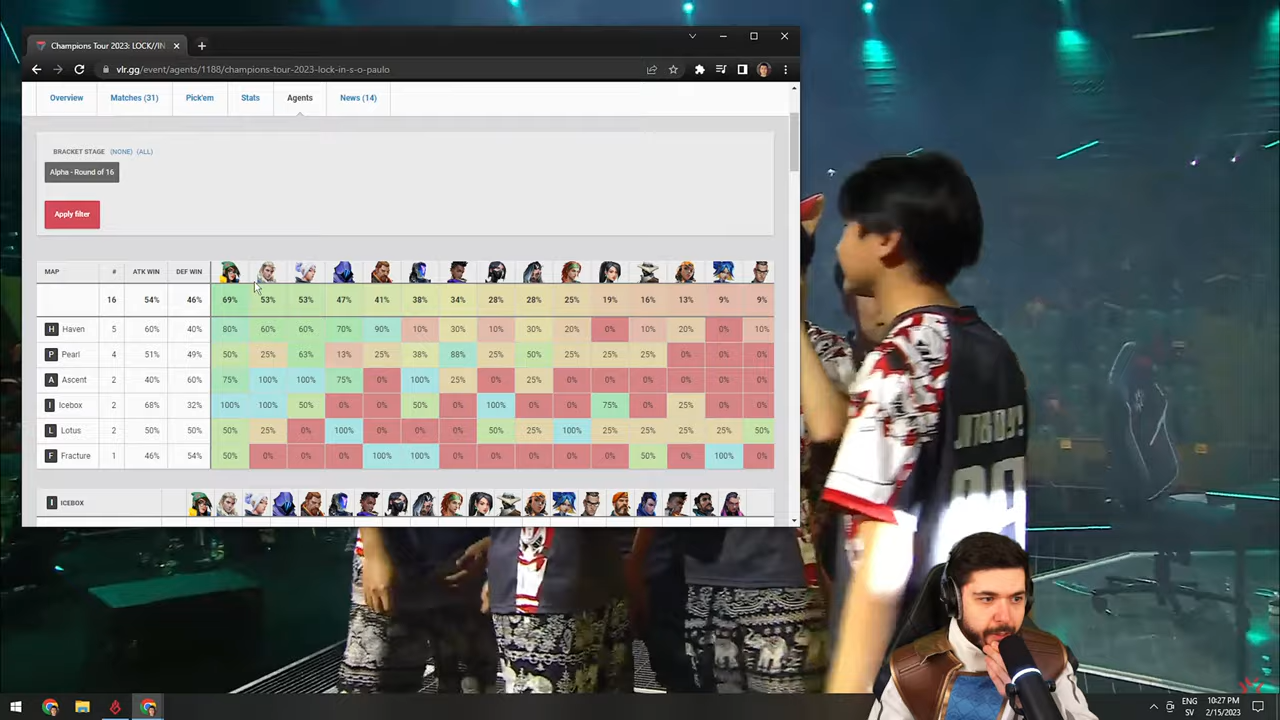 Champions Tour 2023: LOCK//IN
vlr.gg/event/agents/1188/champions-tour-2023-lock-in-s-o-paulo
Overview Matches (31) Pick'em Stats Agents News (14)
BRACKET STAGE (NONE) (ALL)
Alpha - Round of 16
Apply filter
MAP # ATK WIN DEF WIN
16 54% 46% 69% 53% 53% 47% 41% 38% 34% 28% 28% 25% 19% 16% 13% 9% 9%
H Haven 5 60% 40% 80% 60% 60% 70% 90% 10% 30% 10% 30% 20% 0% 10% 20% 0% 10%
P Pearl 4 51% 49% 50% 25% 63% 13% 25% 38% 88% 25% 50% 25% 25% 25% 0% 0% 0%
A Ascent 2 40% 60% 75% 100% 100% 75% 0% 100% 25% 0% 25% 0% 0% 0% 0% 0% 0%
I Icebox 2 68% 32% 100% 100% 50% 0% 0% 50% 0% 100% 0% 0% 75% 0% 25% 0% 0%
L Lotus 2 50% 50% 50% 25% 0% 100% 0% 0% 0% 50% 25% 100% 25% 25% 25% 25% 50%
F Fracture 1 46% 54% 50% 0% 0% 0% 100% 100% 0% 0% 0% 0% 0% 50% 0% 100% 0%
I ICEBOX
ENG
SV
10:27 PM
2/15/2023